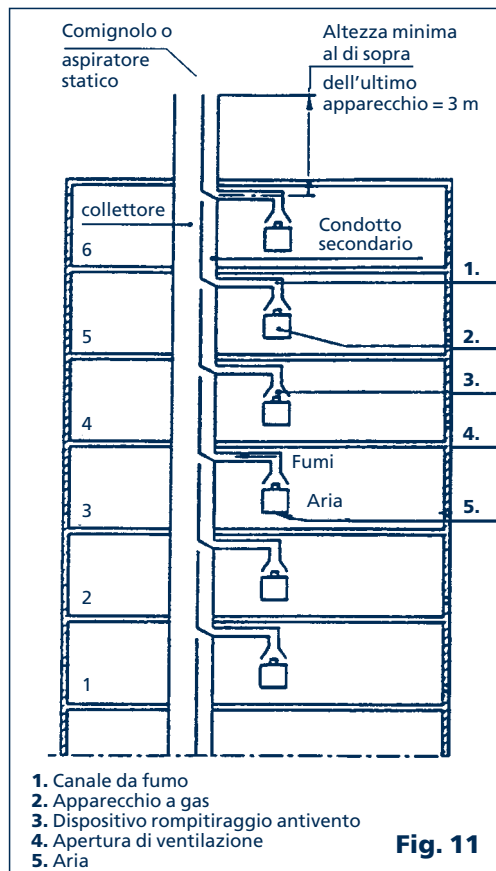 Comignolo o
aspiratore
statico
Altezza minima
al di sopra
dell'ultimo
apparecchio = 3 m
collettore
Condotto
secondario
6
1.
5
2.
3.
4
4.
Fumi
Aria
3
5.
2
1
1. Canale da fumo
2. Apparecchio a gas
3. Dispositivo rompitiraggio antivento
4. Apertura di ventilazione
5. Aria
Fig. 11